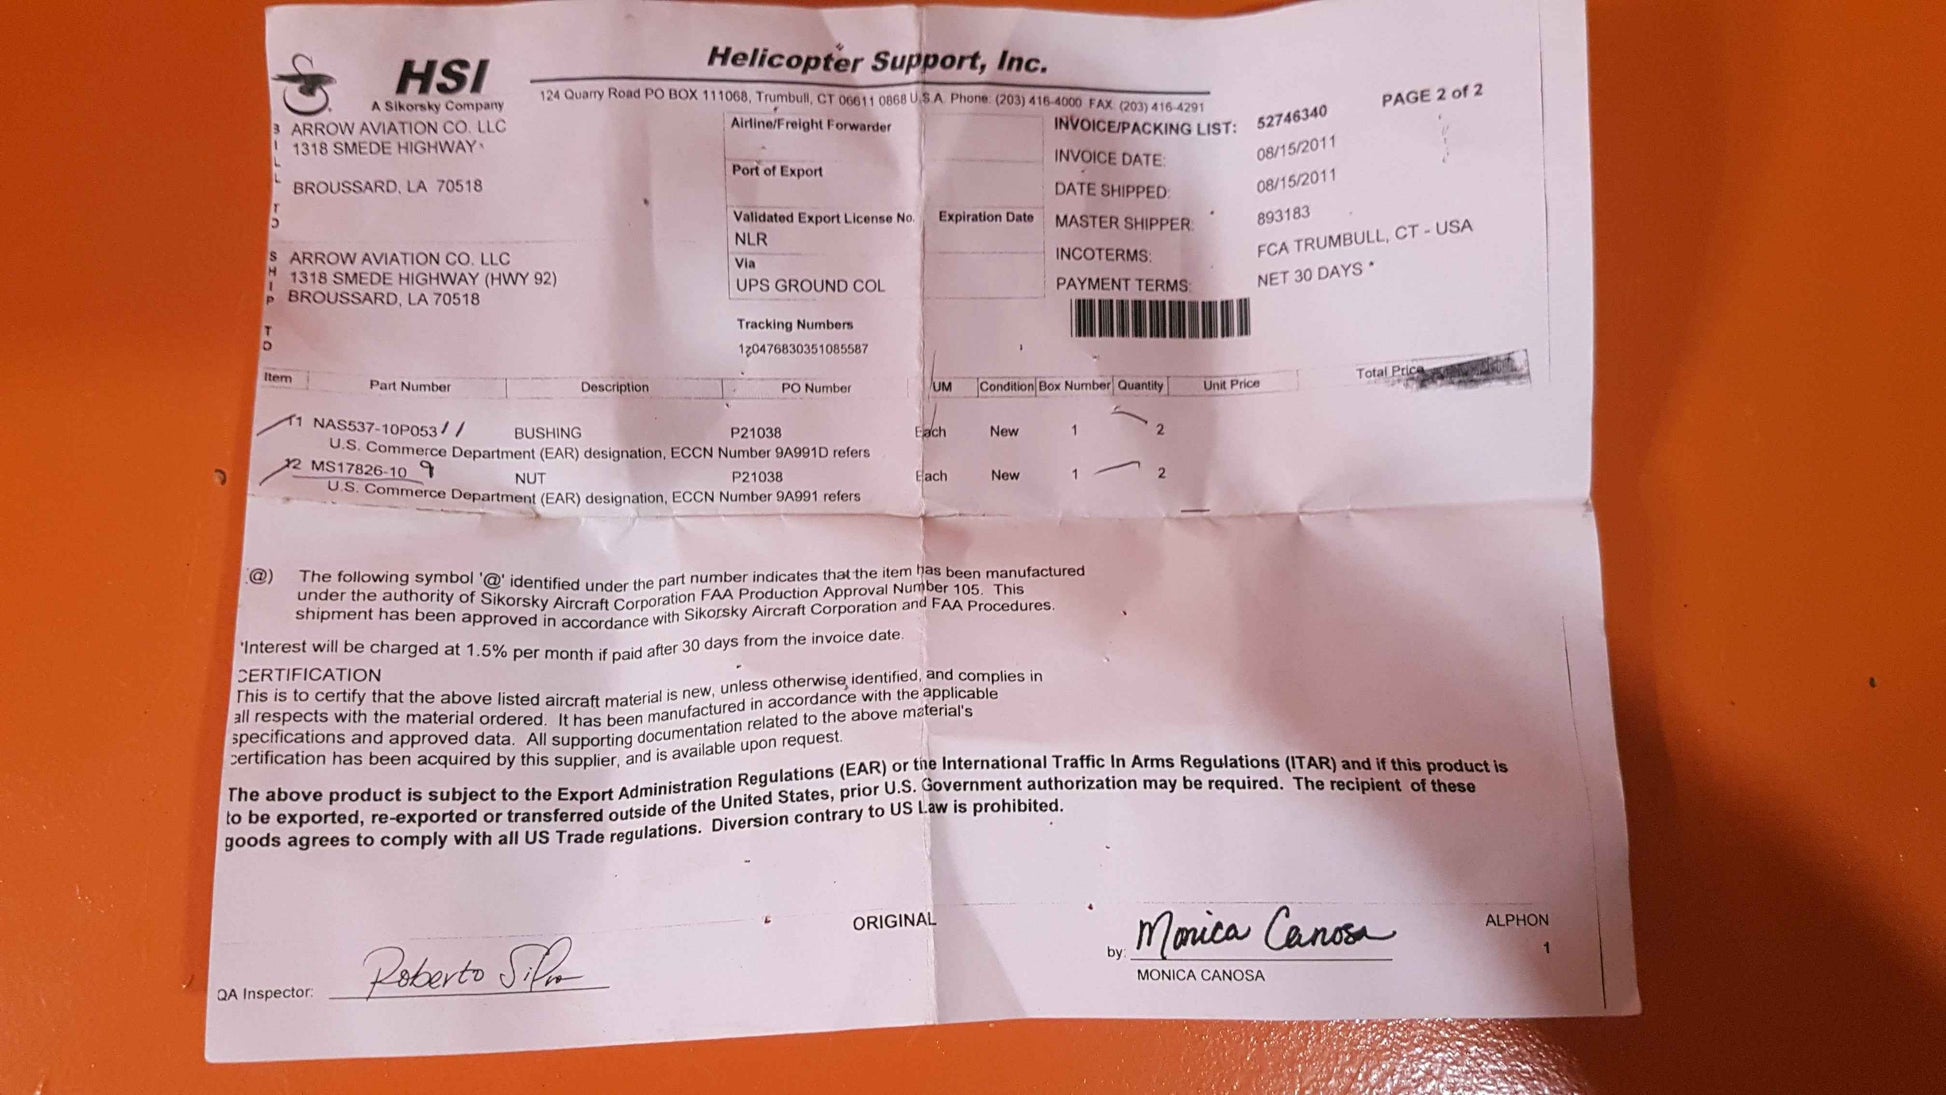 HSI
A Sikorsky Company
Helicopter Support, Inc.
124 Quarry Road PO BOX 111068, Trumbull, CT 06611 0868 U.S.A. Phone: (203) 416-4000 FAX: (203) 416-4291
PAGE 2 of 2
BILL TO
ARROW AVIATION CO. LLC
1318 SMEDE HIGHWAY
BROUSSARD, LA 70518
SHIP TO
ARROW AVIATION CO. LLC
1318 SMEDE HIGHWAY (HWY 92)
BROUSSARD, LA 70518
Airline/Freight Forwarder
Port of Export
Validated Export License No. Expiration Date
NLR
Via
UPS GROUND COL
Tracking Numbers
1z0476830351085587
INVOICE/PACKING LIST: 52746340
INVOICE DATE: 08/15/2011
DATE SHIPPED: 08/15/2011
MASTER SHIPPER: 893183
INCOTERMS: FCA TRUMBULL, CT - USA
PAYMENT TERMS: NET 30 DAYS *
Item Part Number Description PO Number UM Condition Box Number Quantity Unit Price Total Price
11 NAS537-10P053 11 BUSHING P21038 Each New 1 2
U.S. Commerce Department (EAR) designation, ECCN Number 9A991D refers
12 MS17826-10 9 NUT P21038 Each New 1 2
U.S. Commerce Department (EAR) designation, ECCN Number 9A991 refers
@) The following symbol '@' identified under the part number indicates that the item has been manufactured
under the authority of Sikorsky Aircraft Corporation FAA Production Approval Number 105. This
shipment has been approved in accordance with Sikorsky Aircraft Corporation and FAA Procedures.
*Interest will be charged at 1.5% per month if paid after 30 days from the invoice date.
CERTIFICATION
This is to certify that the above listed aircraft material is new, unless otherwise identified, and complies in
all respects with the material ordered. It has been manufactured in accordance with the applicable
specifications and approved data. All supporting documentation related to the above material's
certification has been acquired by this supplier, and is available upon request.
The above product is subject to the Export Administration Regulations (EAR) or the International Traffic In Arms Regulations (ITAR) and if this product is
to be exported, re-exported or transferred outside of the United States, prior U.S. Government authorization may be required. The recipient of these
goods agrees to comply with all US Trade regulations. Diversion contrary to US Law is prohibited.
ORIGINAL
QA Inspector: Roberto Silva
by: Monica Canosa
MONICA CANOSA
ALPHON
1